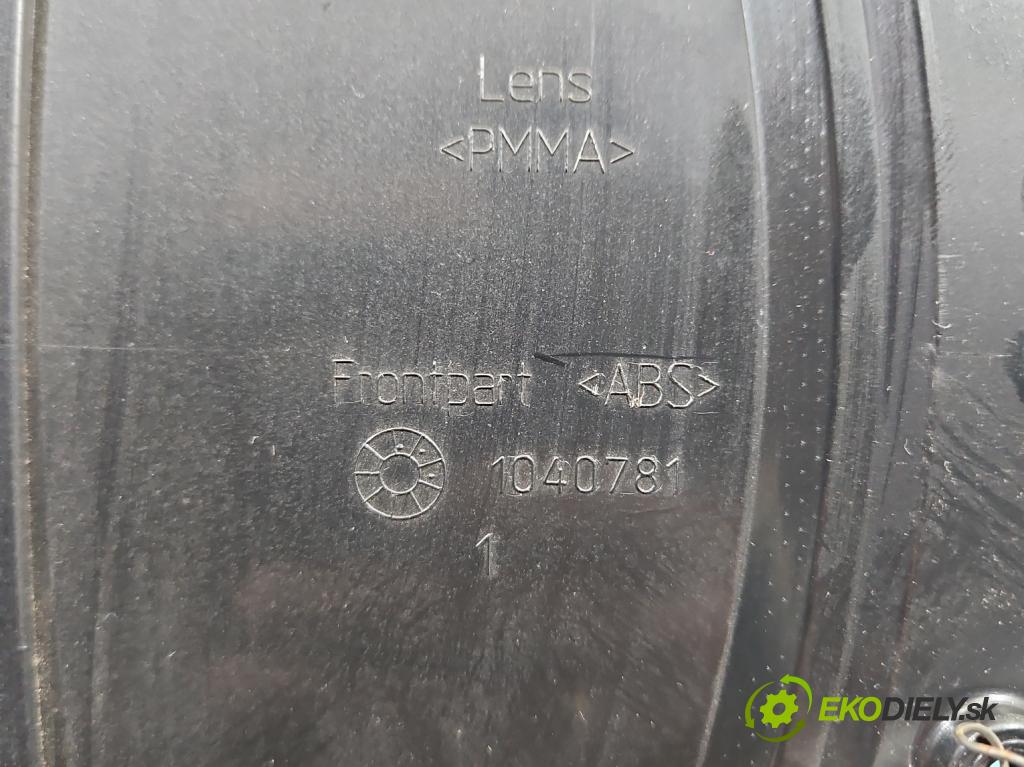 Lens
<PMMA>
Frontpart <ABS>
1040781
1
EKODIELY.sk